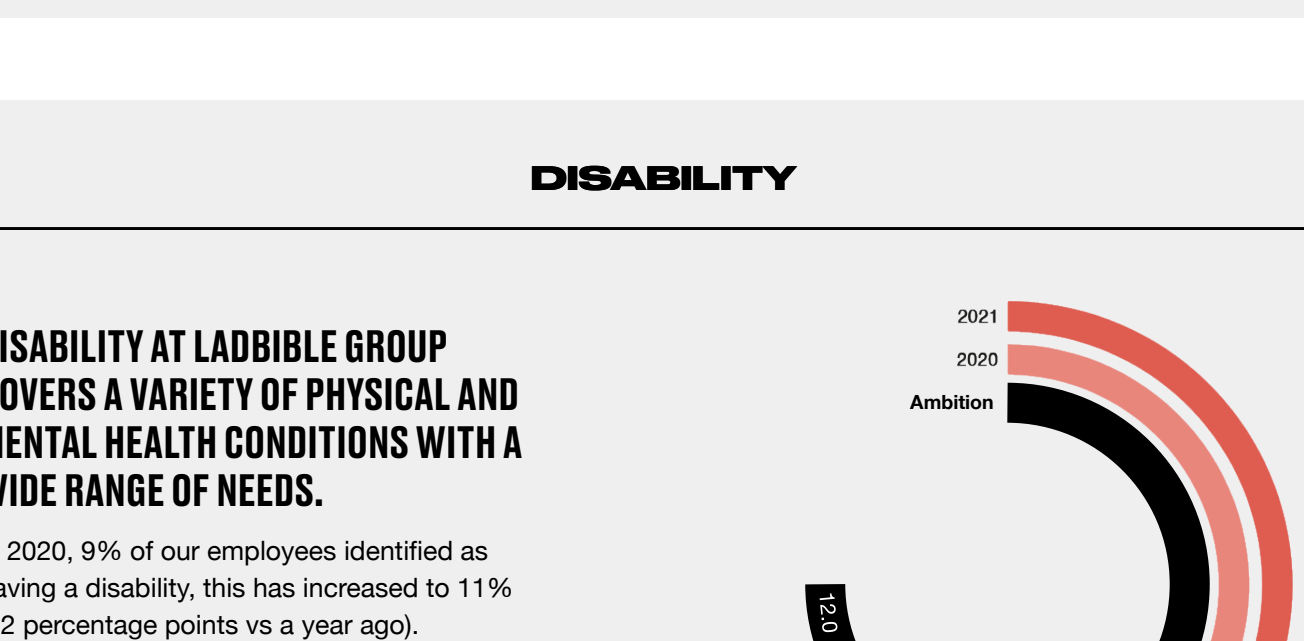 DISABILITY
ISABILITY AT LADBIBLE GROUP
OVERS A VARIETY OF PHYSICAL AND
ENTAL HEALTH CONDITIONS WITH A
IDE RANGE OF NEEDS.
2020, 9% of our employees identified as
aving a disability, this has increased to 11%
2 percentage points vs a year ago).
2021
2020
Ambition
12.0